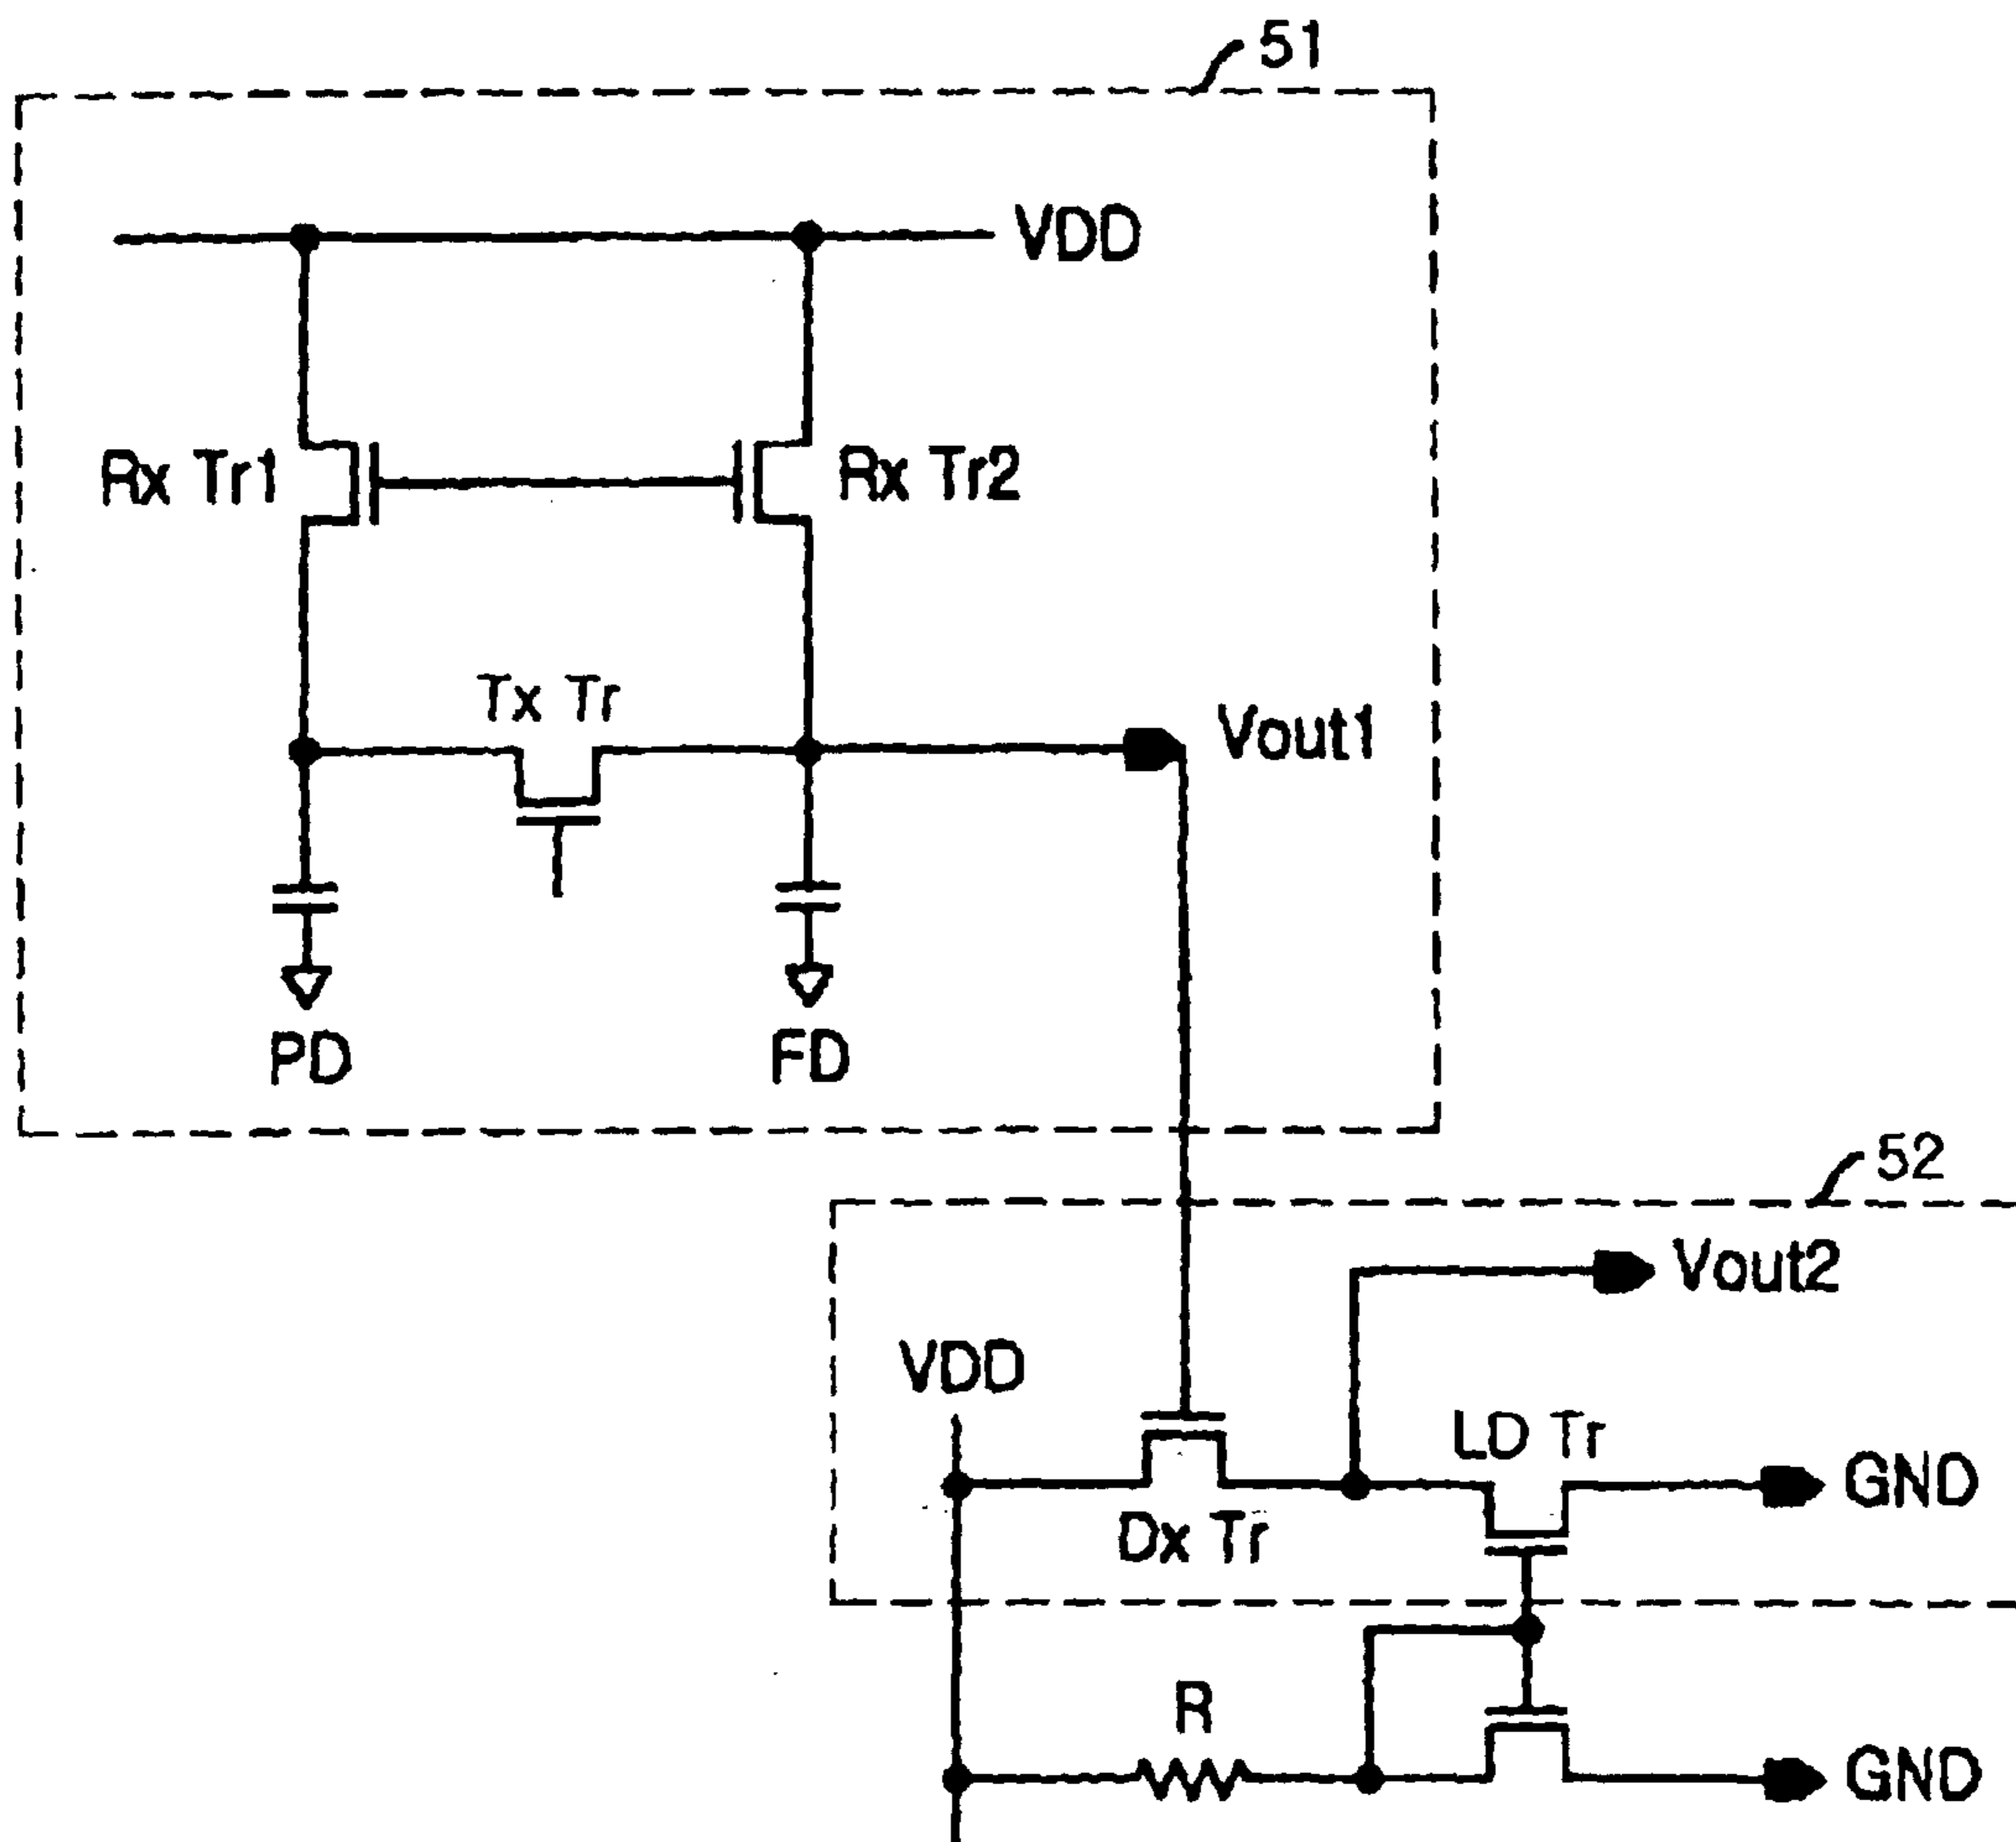 51
VDD
Rx Tr1
Rx Tr2
Tx Tr
Vout1
PD
FD
52
Vout2
VDD
LD Tr
GND
Dx Tr
R
GND